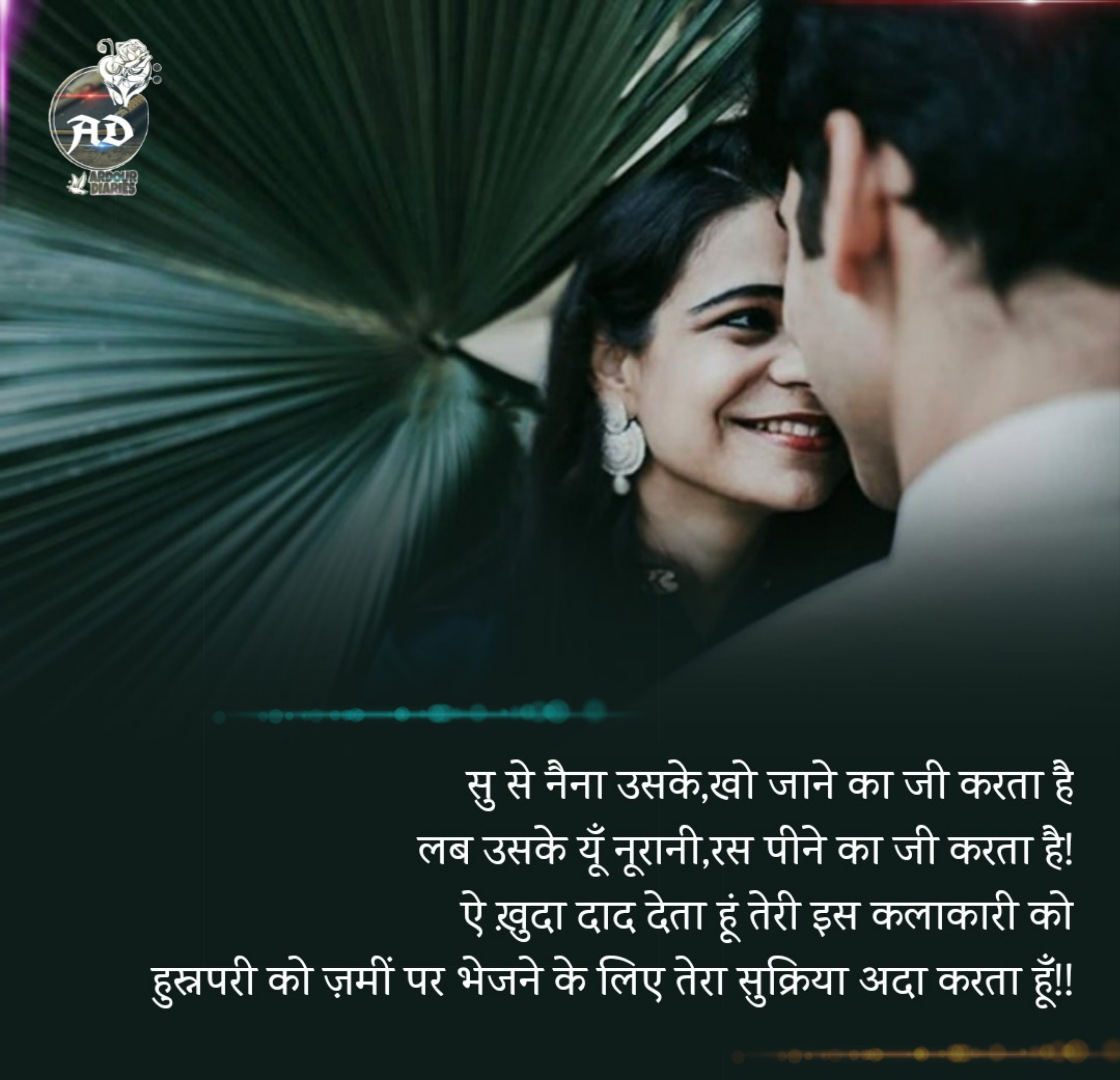 AD
ARDOUR
DIARIES
सु से नैना उसके,खो जाने का जी करता है
लब उसके यूँ नूरानी,रस पीने का जी करता है!
ऐ ख़ुदा दाद देता हूं तेरी इस कलाकारी को
हुस्नपरी को ज़मीं पर भेजने के लिए तेरा सुक्रिया अदा करता हूँ!!